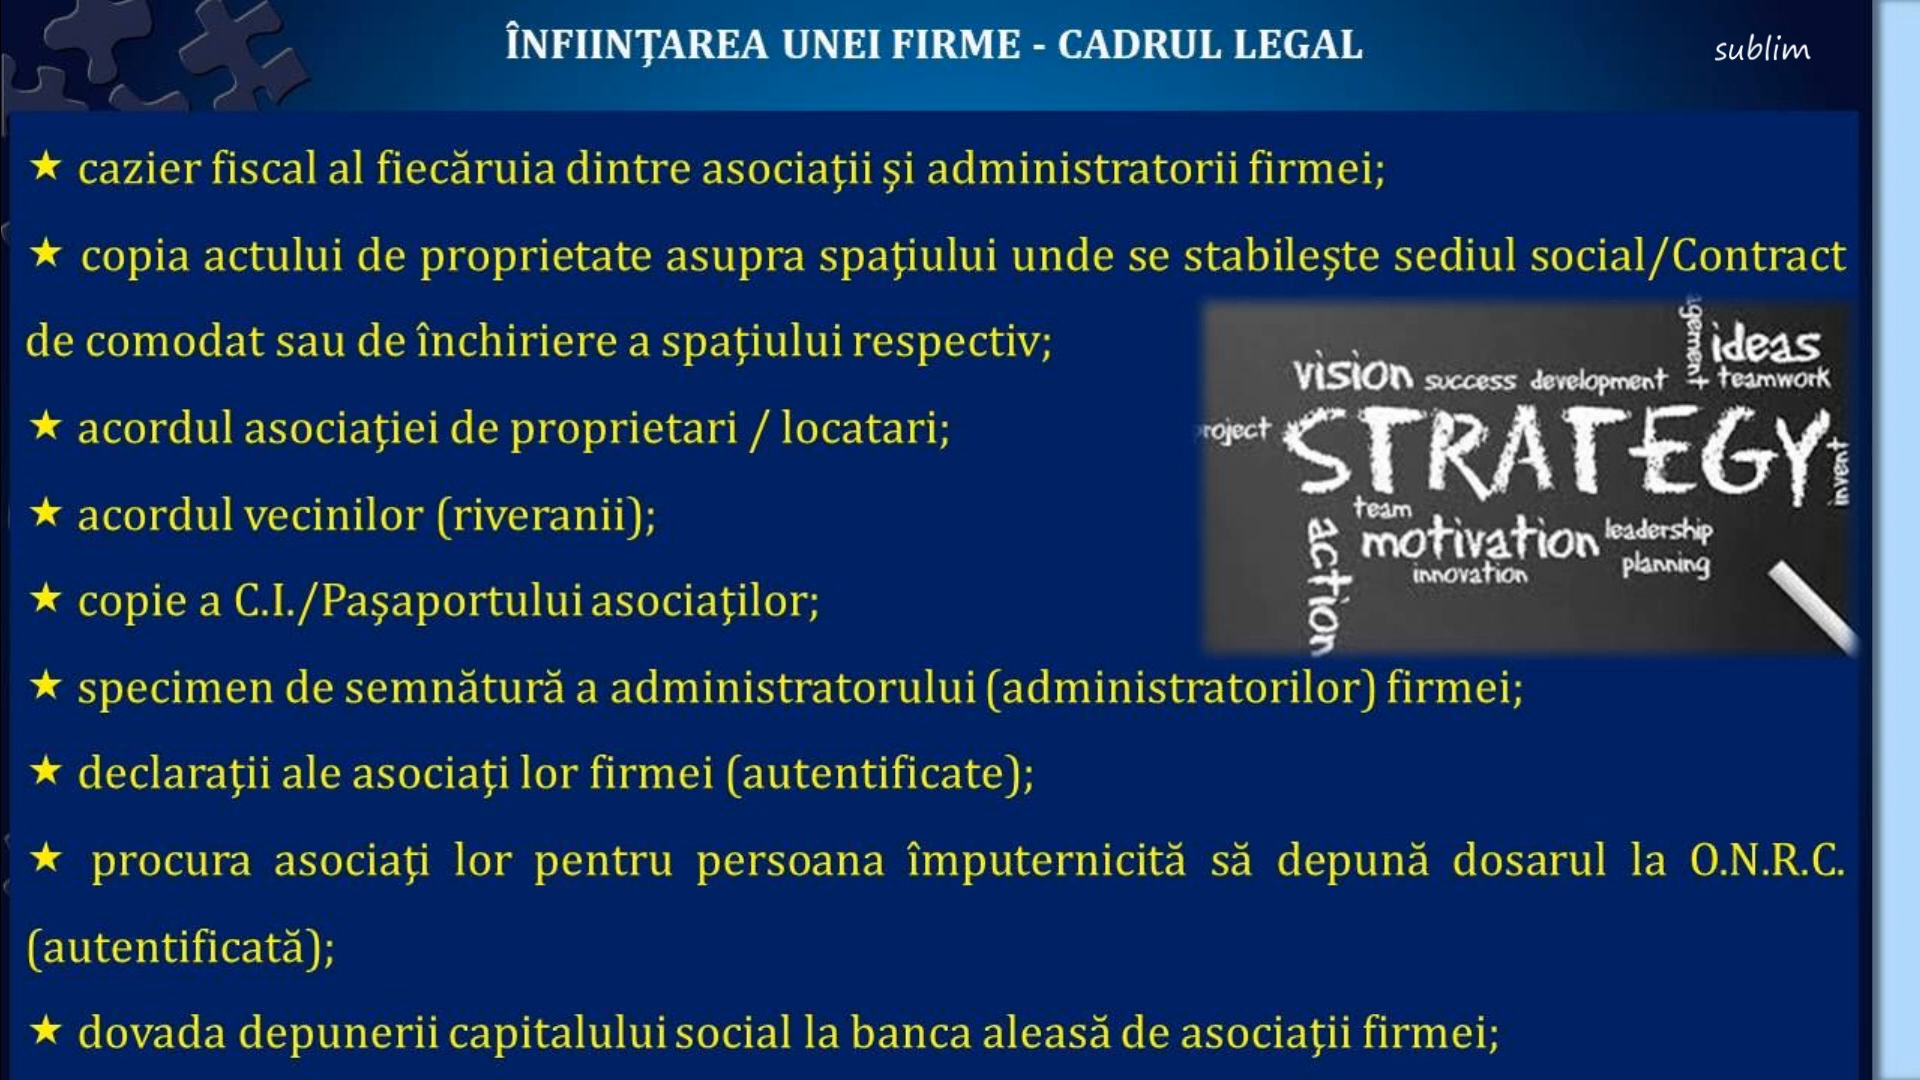 ÎNFIINŢAREA UNEI FIRME - CADRUL LEGAL
sublim
★ cazier fiscal al fiecăruia dintre asociaţii şi administratorii firmei;
★ copia actului de proprietate asupra spaţiului unde se stabileşte sediul social/Contract
de comodat sau de închiriere a spaţiului respectiv;
★ acordul asociaţiei de proprietari / locatari;
★ acordul vecinilor (riveranii);
★ copie a C.I./Paşaportului asociaţilor;
★ specimen de semnătură a administratorului (administratorilor) firmei;
★ declaraţii ale asociaţi lor firmei (autentificate);
★ procura asociaţi lor pentru persoana împuternicită să depună dosarul la O.N.R.C.
(autentificată);
★ dovada depunerii capitalului social la banca aleasă de asociaţii firmei;
agement
ideas
vision success development
teamwork
roject
STRATEGY
invent
team
action
motivation
leadership
planning
innovation